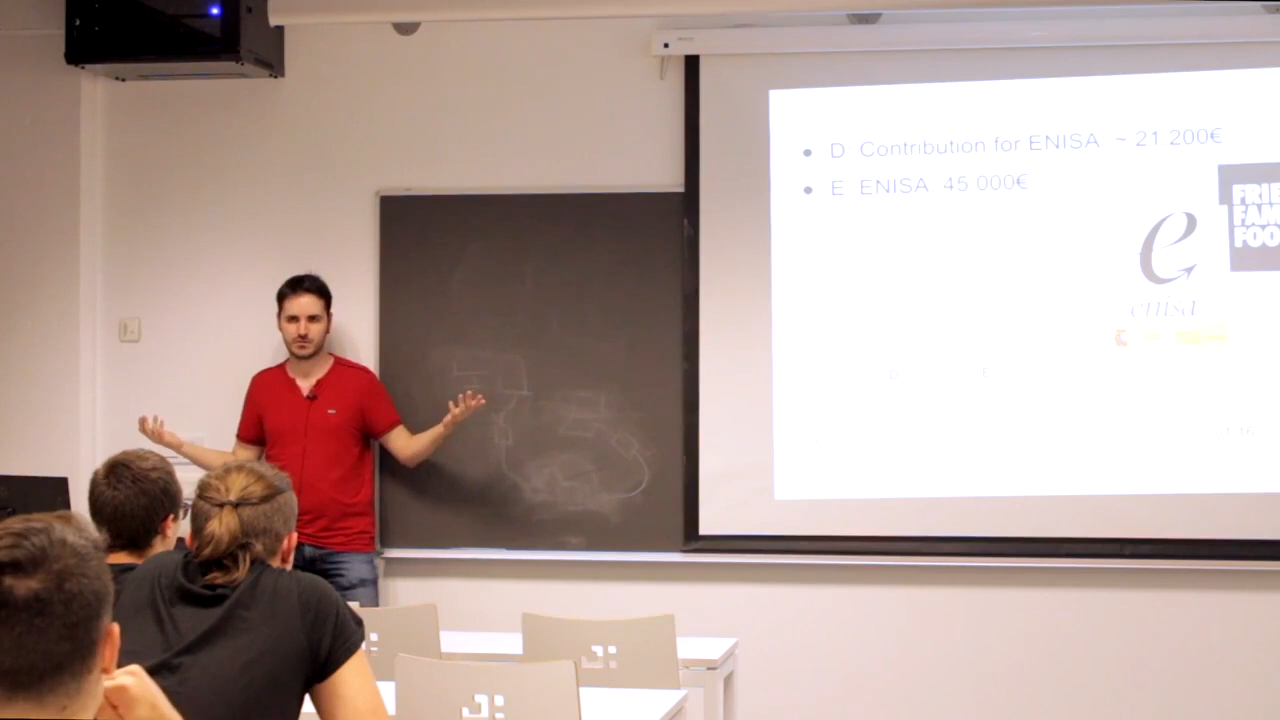 • D Contribution for ENISA ~ 21 200€
• E ENISA 45 000€
FRIE
FAM
FOO
e
enisa
D E